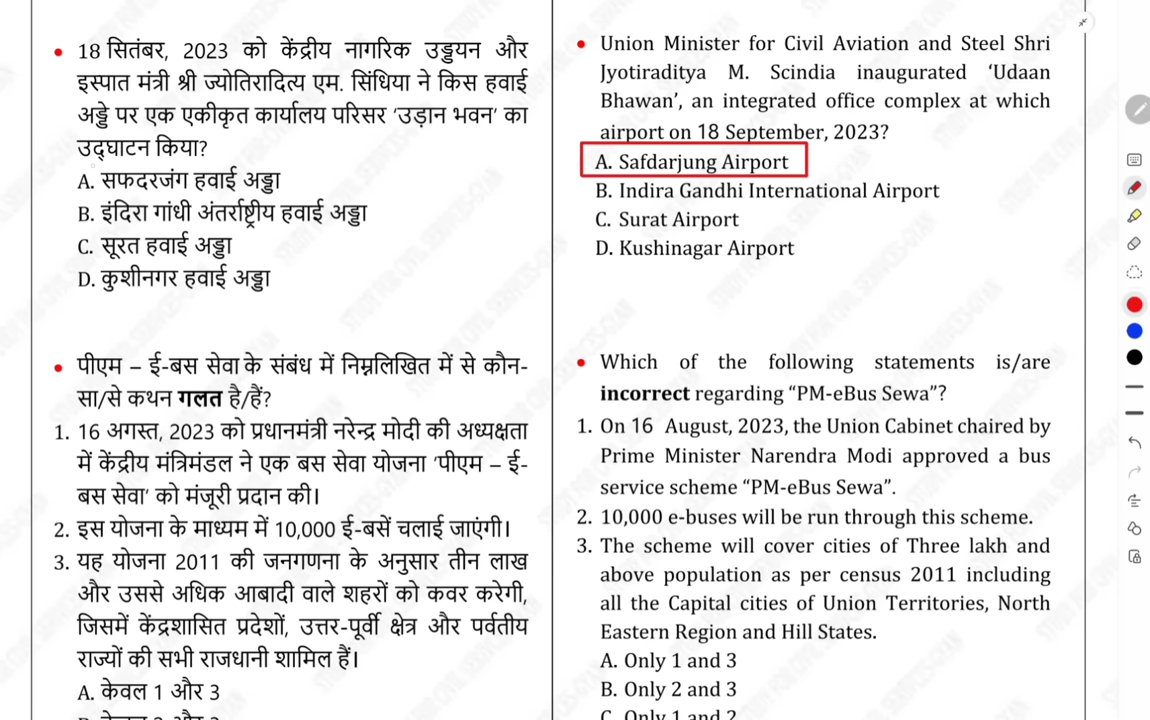 18 सितंबर, 2023 को केंद्रीय नागरिक उड्डयन और
इस्पात मंत्री श्री ज्योतिरादित्य एम. सिंधिया ने किस हवाई
अड्डे पर एक एकीकृत कार्यालय परिसर ‘उड़ान भवन’ का
उद्घाटन किया?
A. सफदरजंग हवाई अड्डा
B. इंदिरा गांधी अंतर्राष्ट्रीय हवाई अड्डा
C. सूरत हवाई अड्डा
D. कुशीनगर हवाई अड्डा
पीएम – ई-बस सेवा के संबंध में निम्नलिखित में से कौन-
सा/से कथन गलत है/हैं?
1. 16 अगस्त, 2023 को प्रधानमंत्री नरेन्द्र मोदी की अध्यक्षता
में केंद्रीय मंत्रिमंडल ने एक बस सेवा योजना ‘पीएम – ई-
बस सेवा’ को मंजूरी प्रदान की।
2. इस योजना के माध्यम में 10,000 ई-बसें चलाई जाएंगी।
3. यह योजना 2011 की जनगणना के अनुसार तीन लाख
और उससे अधिक आबादी वाले शहरों को कवर करेगी,
जिसमें केंद्रशासित प्रदेशों, उत्तर-पूर्वी क्षेत्र और पर्वतीय
राज्यों की सभी राजधानी शामिल हैं।
A. केवल 1 और 3
Union Minister for Civil Aviation and Steel Shri
Jyotiraditya M. Scindia inaugurated ‘Udaan
Bhawan’, an integrated office complex at which
airport on 18 September, 2023?
A. Safdarjung Airport
B. Indira Gandhi International Airport
C. Surat Airport
D. Kushinagar Airport
Which of the following statements is/are
incorrect regarding “PM-eBus Sewa”?
1. On 16 August, 2023, the Union Cabinet chaired by
Prime Minister Narendra Modi approved a bus
service scheme “PM-eBus Sewa”.
2. 10,000 e-buses will be run through this scheme.
3. The scheme will cover cities of Three lakh and
above population as per census 2011 including
all the Capital cities of Union Territories, North
Eastern Region and Hill States.
A. Only 1 and 3
B. Only 2 and 3
C. Only 1 and 2